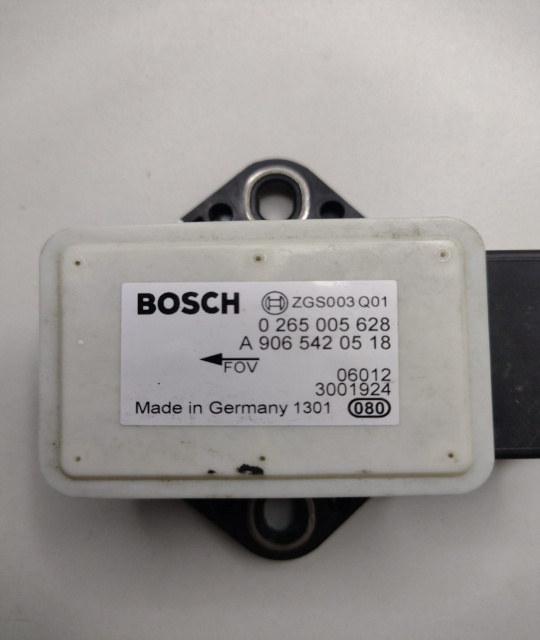 BOSCH ZGS003 Q01
0 265 005 628
A 906 542 05 18
FOV
06012
3001924
Made in Germany 1301 080